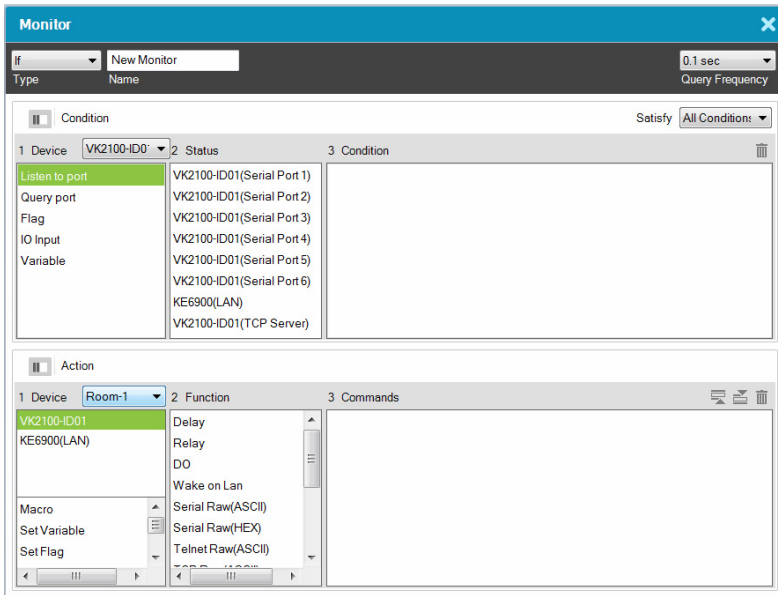 Monitor
If
New Monitor
0.1 sec
Type
Name
Query Frequency
Condition
Satisfy
All Condition:
1 Device
VK2100-ID0
2 Status
3 Condition
Listen to port
Query port
Flag
IO Input
Variable
VK2100-ID01(Serial Port 1)
VK2100-ID01(Serial Port 2)
VK2100-ID01(Serial Port 3)
VK2100-ID01(Serial Port 4)
VK2100-ID01(Serial Port 5)
VK2100-ID01(Serial Port 6)
KE6900(LAN)
VK2100-ID01(TCP Server)
Action
1 Device
Room-1
2 Function
3 Commands
VK2100-ID01
KE6900(LAN)
Macro
Set Variable
Set Flag
Delay
Relay
DO
Wake on Lan
Serial Raw(ASCII)
Serial Raw(HEX)
Telnet Raw(ASCII)